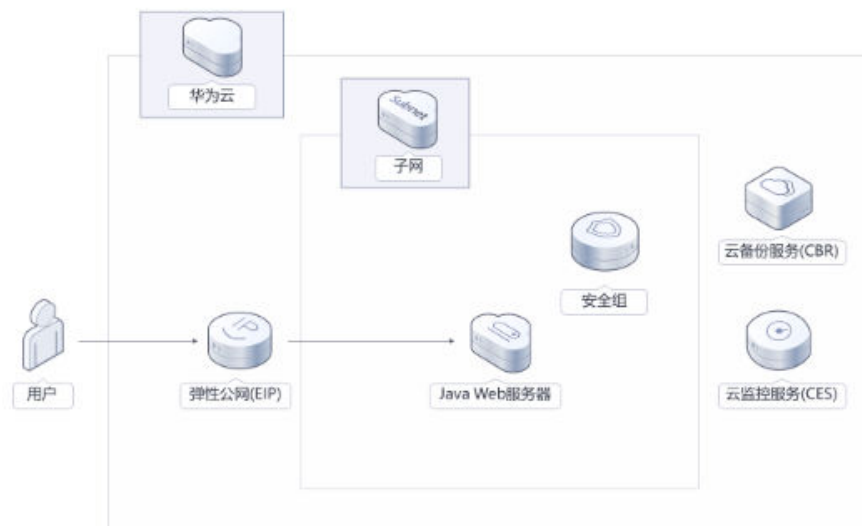 华为云
Subnet
子网
云备份服务(CBR)
安全组
IP
用户
弹性公网(EIP)
Java Web服务器
云监控服务(CES)